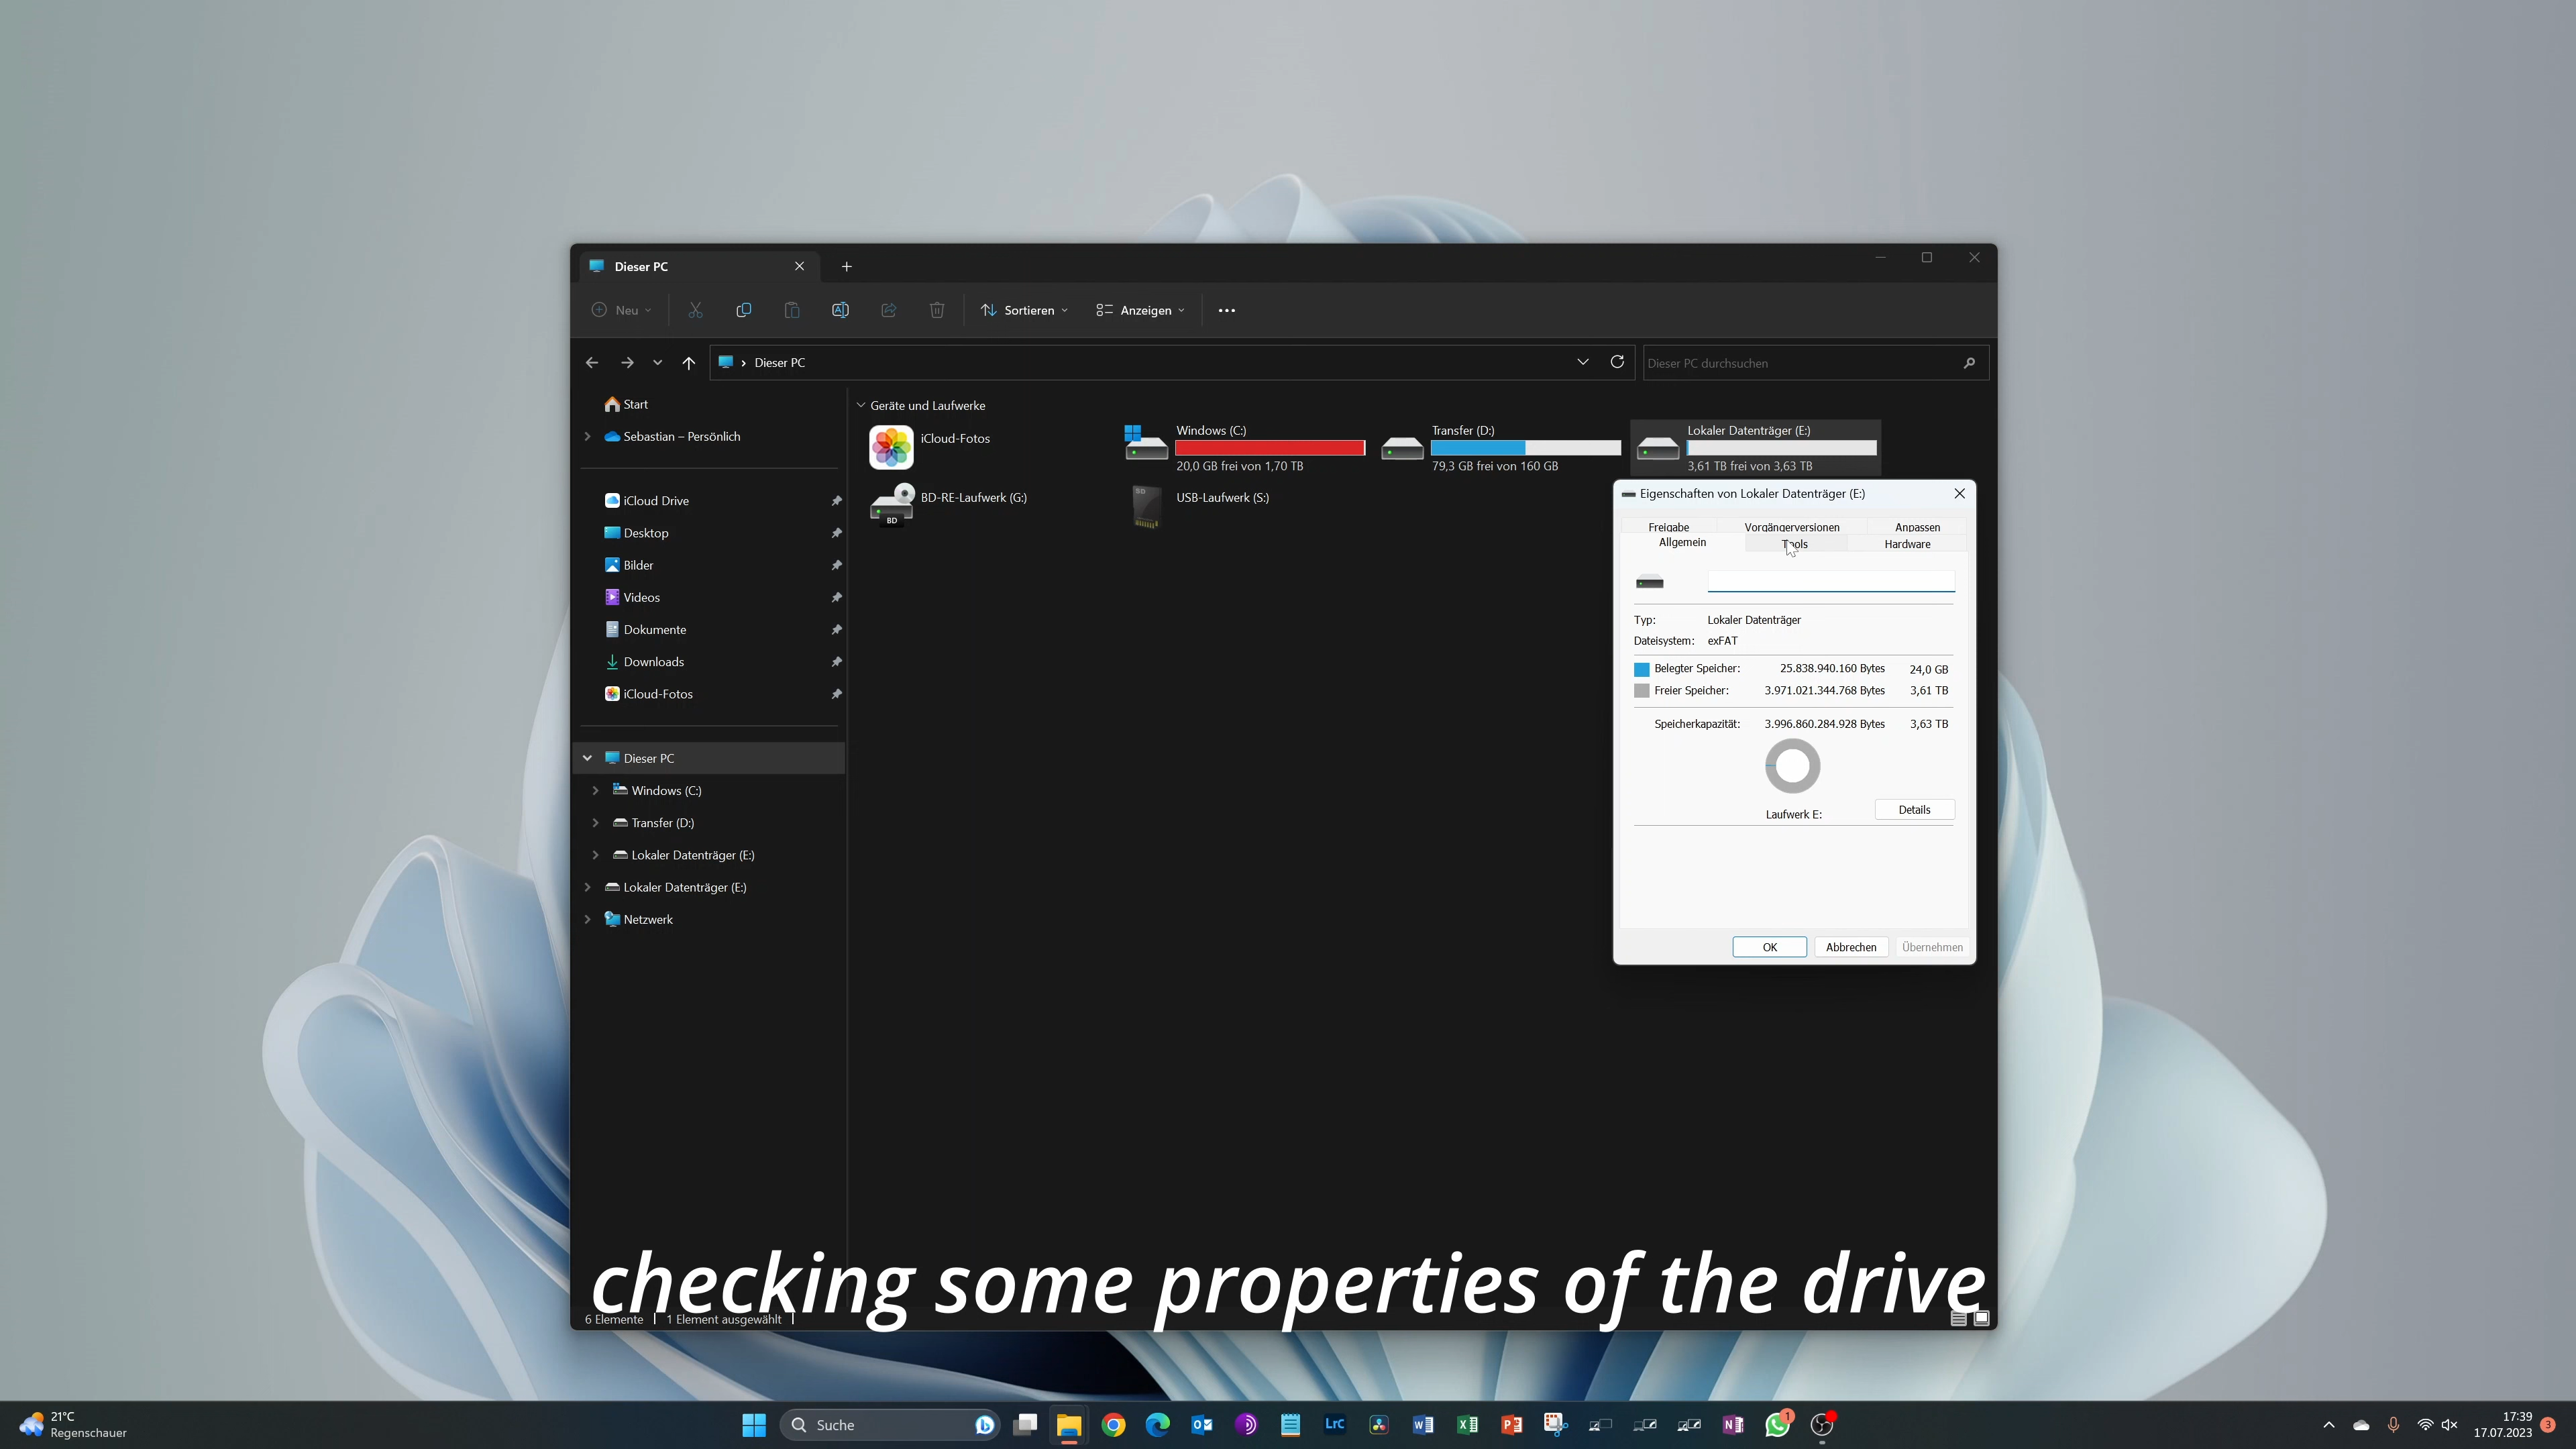 Dieser PC
Neu
Sortieren
Anzeigen
Dieser PC
Dieser PC durchsuchen
Start
Sebastian – Persönlich
iCloud Drive
Desktop
Bilder
Videos
Dokumente
Downloads
iCloud-Fotos
Dieser PC
Windows (C:)
Transfer (D:)
Lokaler Datenträger (E:)
Lokaler Datenträger (E:)
Netzwerk
Geräte und Laufwerke
iCloud-Fotos
Windows (C:)
20,0 GB frei von 1,70 TB
Transfer (D:)
79,3 GB frei von 160 GB
Lokaler Datenträger (E:)
3,61 TB frei von 3,63 TB
BD
BD-RE-Laufwerk (G:)
SD
USB-Laufwerk (S:)
Eigenschaften von Lokaler Datenträger (E:)
Freigabe Vorgängerversionen Anpassen
Allgemein Tools Hardware
Typ: Lokaler Datenträger
Dateisystem: exFAT
Belegter Speicher: 25.838.940.160 Bytes 24,0 GB
Freier Speicher: 3.971.021.344.768 Bytes 3,61 TB
Speicherkapazität: 3.996.860.284.928 Bytes 3,63 TB
Laufwerk E: Details
OK Abbrechen Übernehmen
checking some properties of the drive
6 Elemente 1 Element ausgewählt
21°C
Regenschauer
Suche
LrC
1
17:39
17.07.2023
3